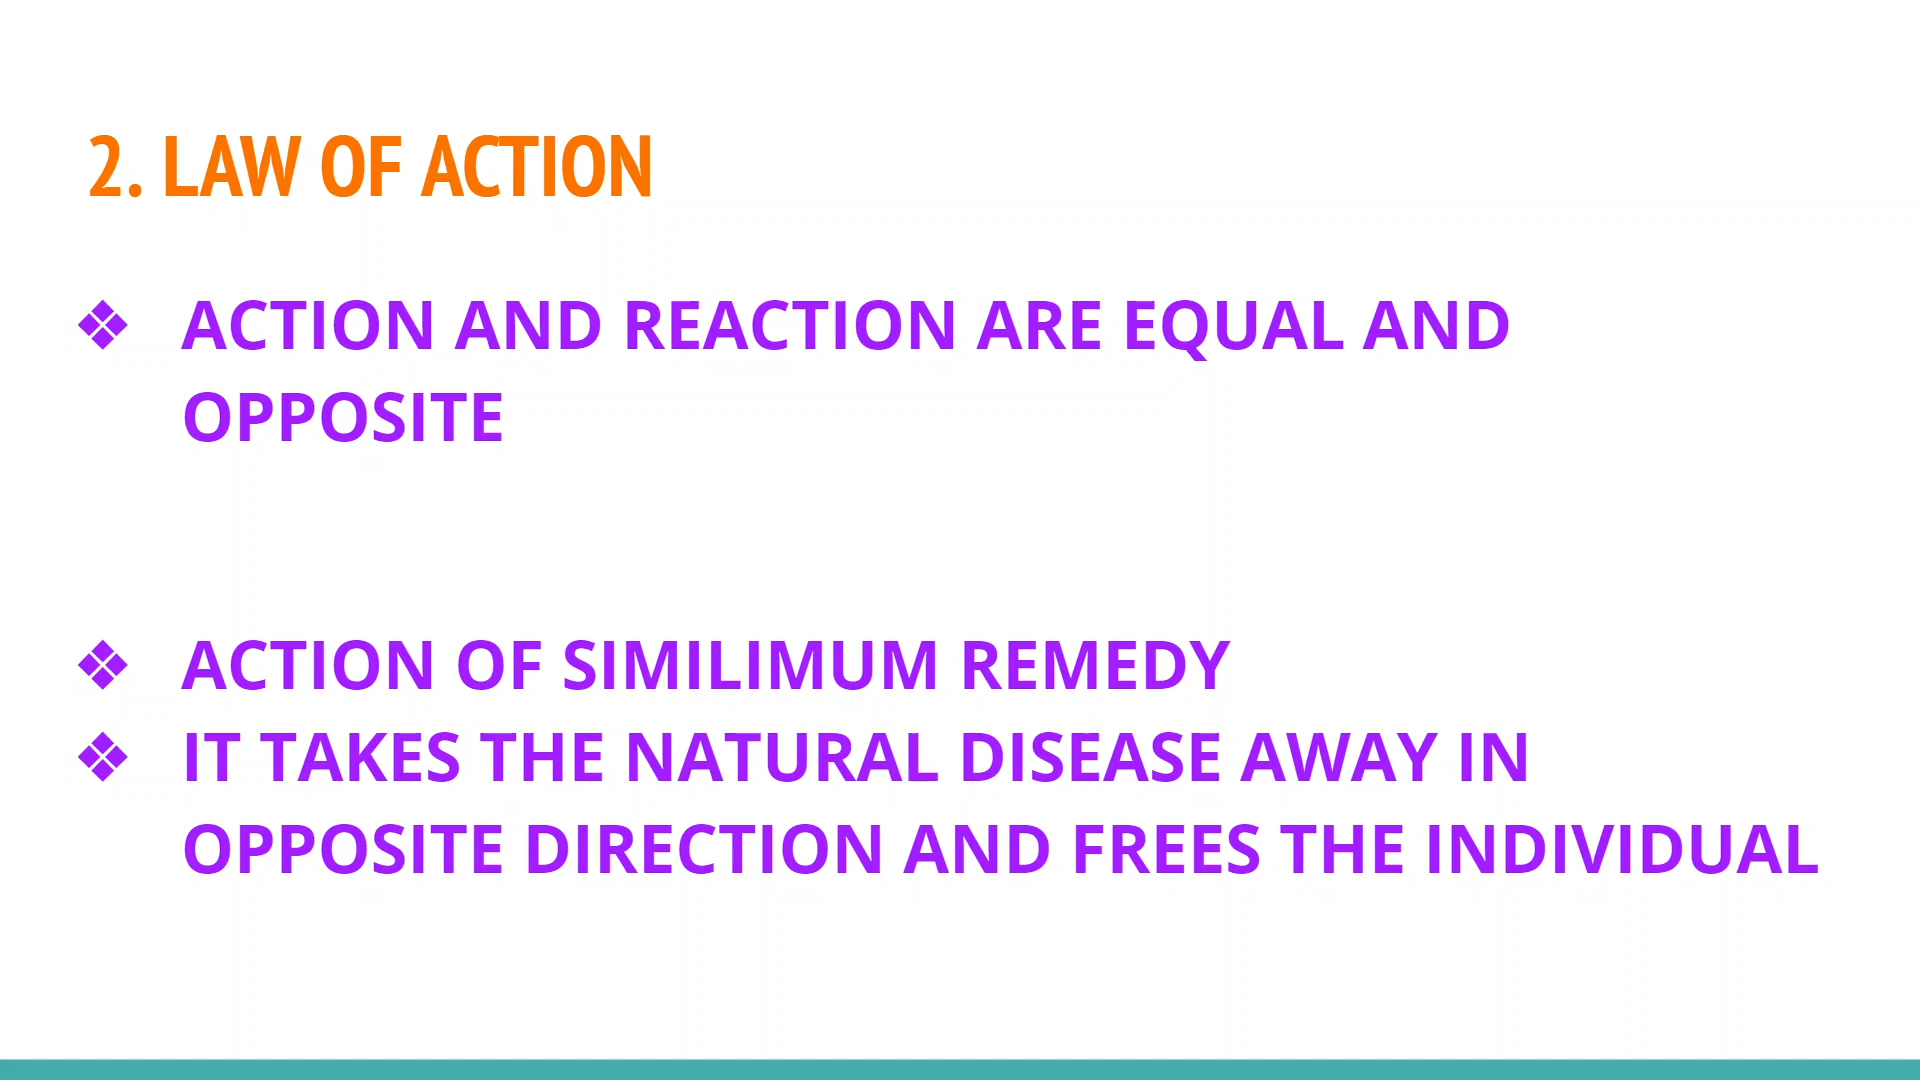 2. LAW OF ACTION
❖ ACTION AND REACTION ARE EQUAL AND
OPPOSITE
❖ ACTION OF SIMILIMUM REMEDY
❖ IT TAKES THE NATURAL DISEASE AWAY IN
OPPOSITE DIRECTION AND FREES THE INDIVIDUAL